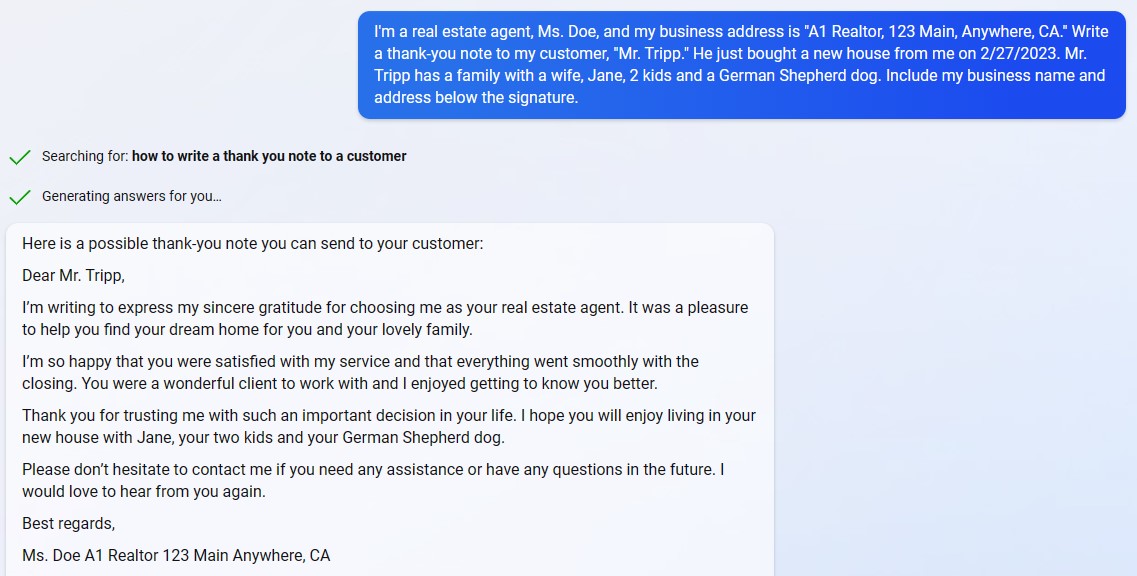 I'm a real estate agent, Ms. Doe, and my business address is "A1 Realtor, 123 Main, Anywhere, CA." Write
a thank-you note to my customer, "Mr. Tripp." He just bought a new house from me on 2/27/2023. Mr.
Tripp has a family with a wife, Jane, 2 kids and a German Shepherd dog. Include my business name and
address below the signature.
Searching for: how to write a thank you note to a customer
Generating answers for you…
Here is a possible thank-you note you can send to your customer:
Dear Mr. Tripp,
I’m writing to express my sincere gratitude for choosing me as your real estate agent. It was a pleasure
to help you find your dream home for you and your lovely family.
I’m so happy that you were satisfied with my service and that everything went smoothly with the
closing. You were a wonderful client to work with and I enjoyed getting to know you better.
Thank you for trusting me with such an important decision in your life. I hope you will enjoy living in your
new house with Jane, your two kids and your German Shepherd dog.
Please don’t hesitate to contact me if you need any assistance or have any questions in the future. I
would love to hear from you again.
Best regards,
Ms. Doe A1 Realtor 123 Main Anywhere, CA